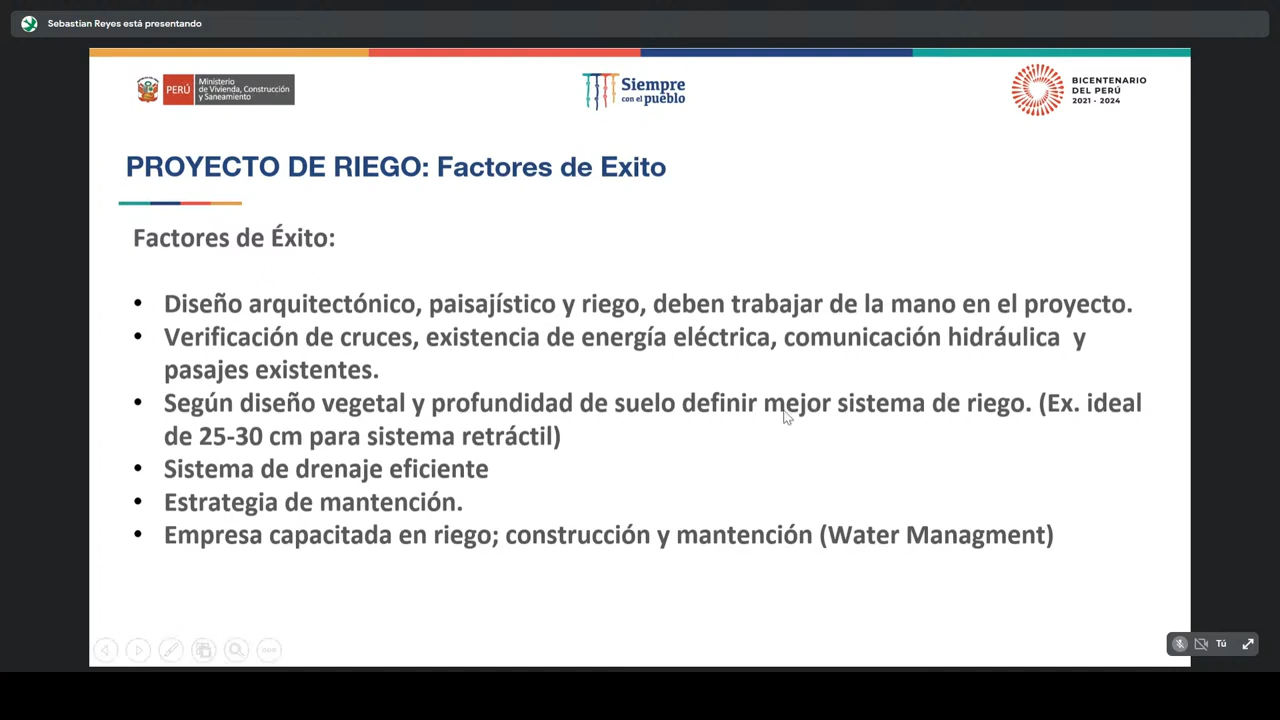 Sebastian Reyes está presentando
PERÚ
Ministerio
de Vivienda, Construcción
y Saneamiento
Siempre
con el pueblo
BICENTENARIO
DEL PERÚ
2021 - 2024
PROYECTO DE RIEGO: Factores de Exito
Factores de Éxito:
• Diseño arquitectónico, paisajístico y riego, deben trabajar de la mano en el proyecto.
• Verificación de cruces, existencia de energía eléctrica, comunicación hidráulica y
pasajes existentes.
• Según diseño vegetal y profundidad de suelo definir mejor sistema de riego. (Ex. ideal
de 25-30 cm para sistema retráctil)
• Sistema de drenaje eficiente
• Estrategia de mantención.
• Empresa capacitada en riego; construcción y mantención (Water Managment)
Tú